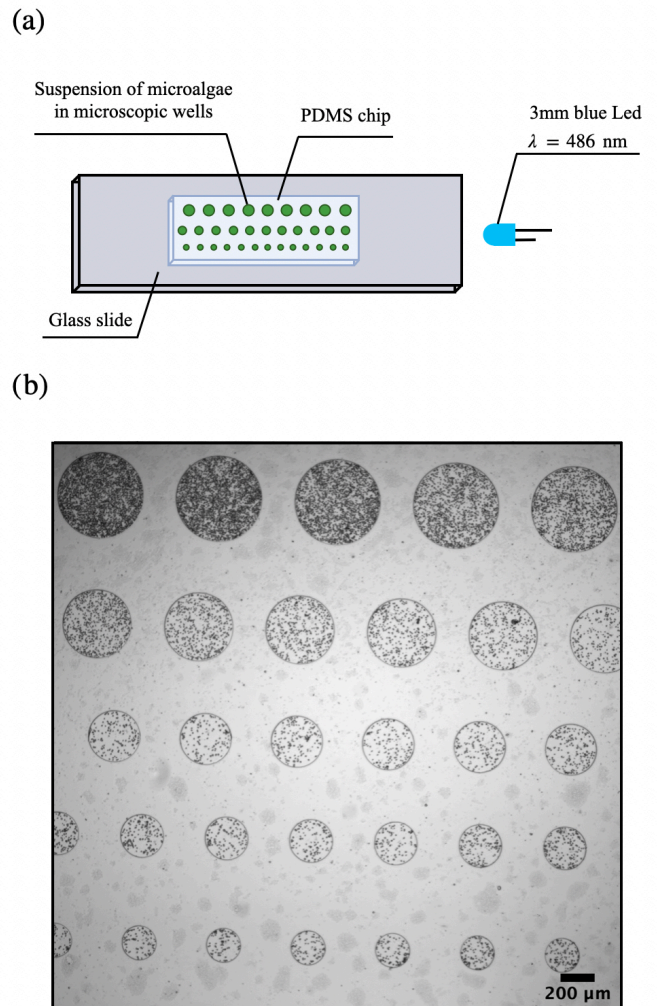 (a)
Suspension of microalgae
in microscopic wells
PDMS chip
3mm blue Led
λ = 486 nm
Glass slide
(b)
200 µm